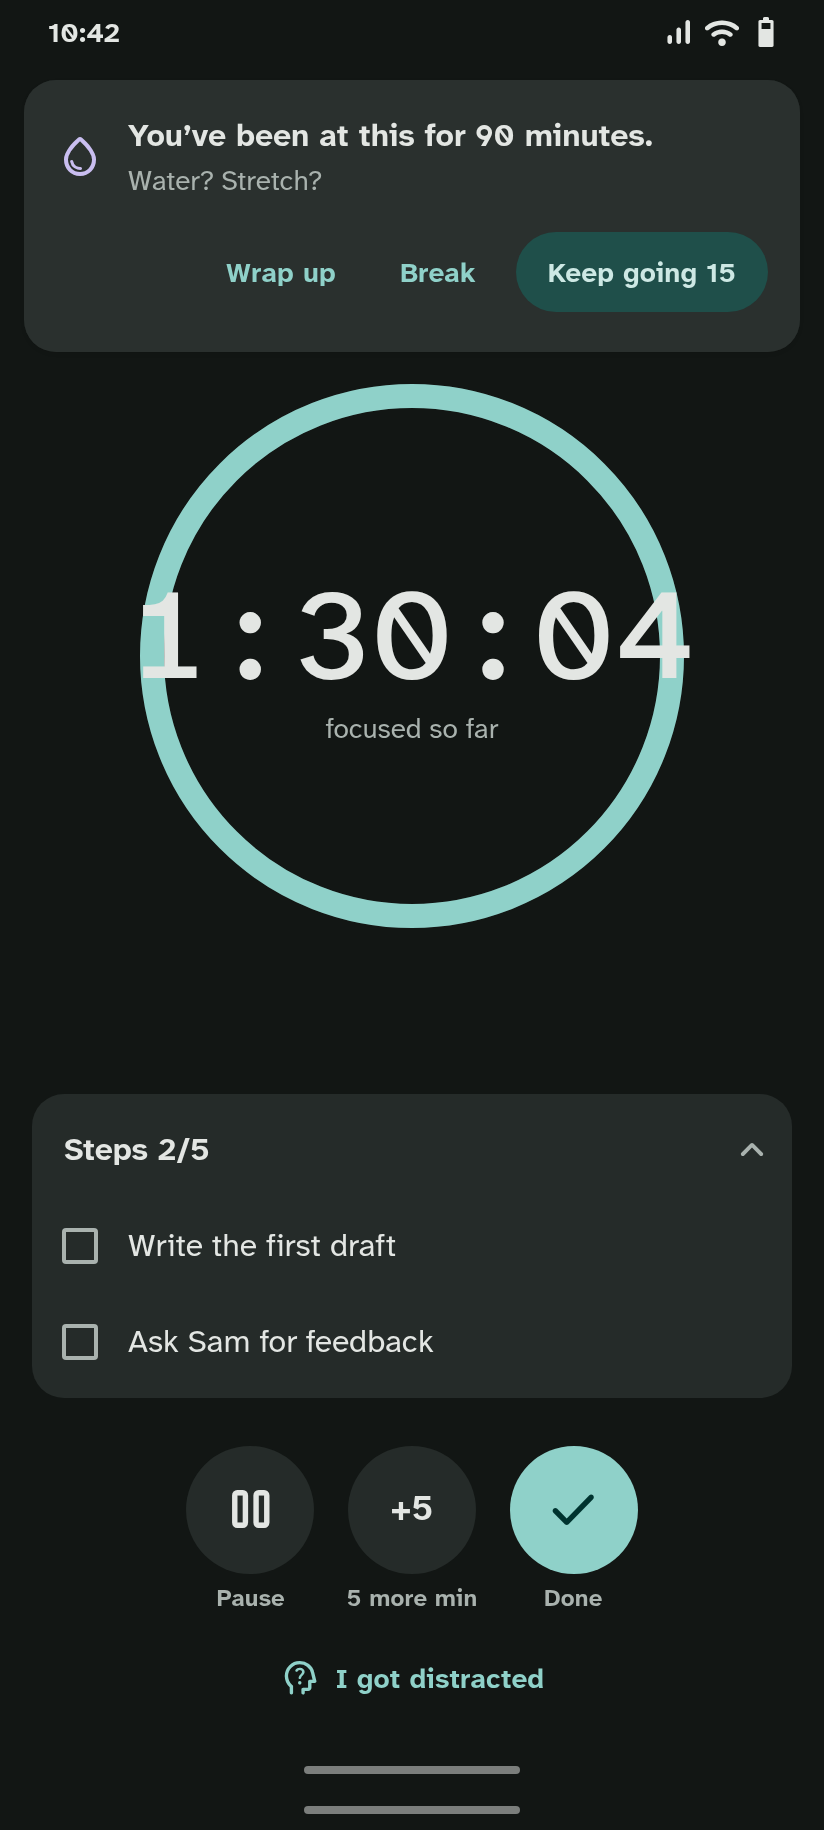 10:42
You’ve been at this for 90 minutes.
Water? Stretch?
Wrap up
Break
Keep going 15
1:30:04
focused so far
Steps 2/5
Write the first draft
Ask Sam for feedback
+5
Pause
5 more min
Done
I got distracted